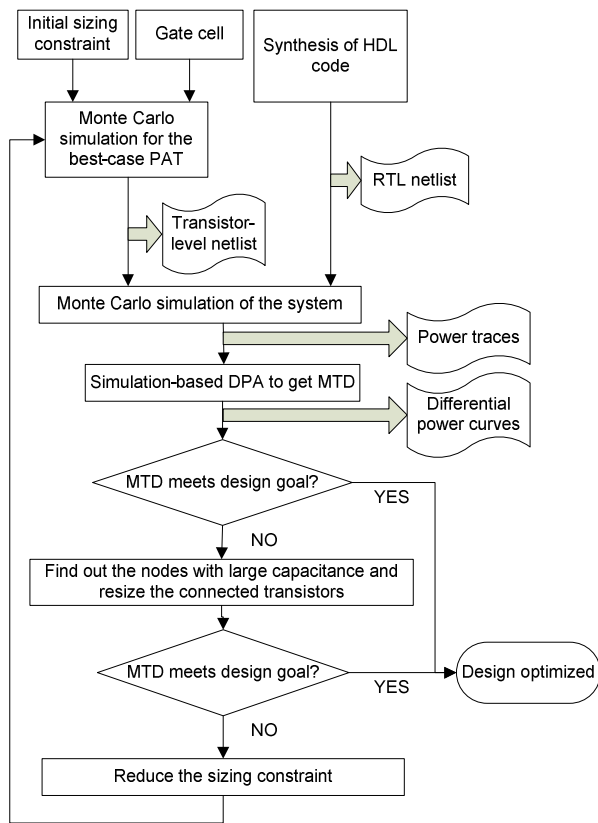 Initial sizing
constraint
Gate cell
Synthesis of HDL
code
Monte Carlo
simulation for the
best-case PAT
RTL netlist
Transistor-
level netlist
Monte Carlo simulation of the system
Power traces
Simulation-based DPA to get MTD
Differential
power curves
MTD meets design goal?
YES
NO
Find out the nodes with large capacitance and
resize the connected transistors
MTD meets design goal?
YES
Design optimized
NO
Reduce the sizing constraint